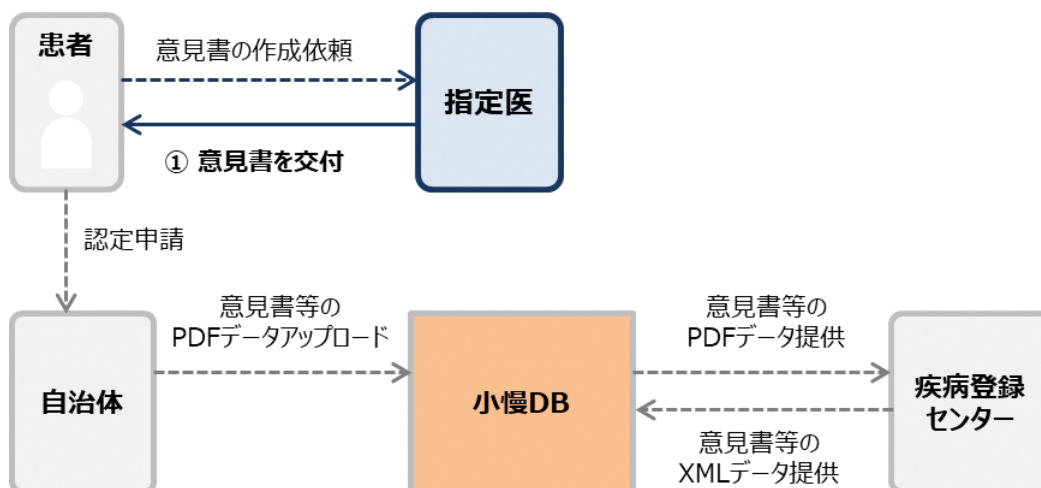 患者
意見書の作成依頼
指定医
① 意見書を交付
認定申請
意見書等の
PDFデータアップロード
意見書等の
PDFデータ提供
自治体
小慢DB
疾病登録
センター
意見書等の
XMLデータ提供